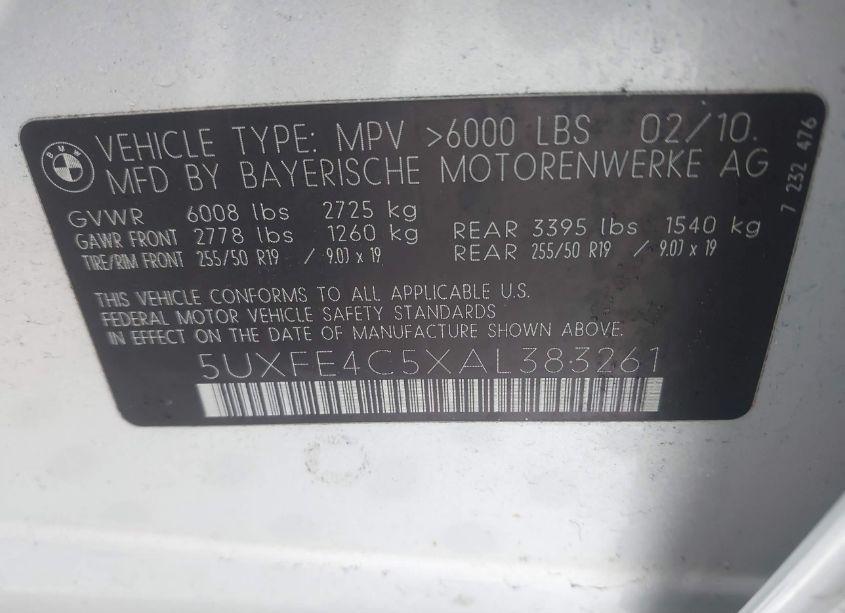 BMW
VEHICLE TYPE: MPV >6000 LBS 02/10.
MFD BY BAYERISCHE MOTORENWERKE AG
7 232 476
GVWR 6008 lbs 2725 kg
GAWR FRONT 2778 lbs 1260 kg REAR 3395 lbs 1540 kg
TIRE/RIM FRONT 255/50 R19 / 9.0J x 19 REAR 255/50 R19 / 9.0J x 19
THIS VEHICLE CONFORMS TO ALL APPLICABLE U.S.
FEDERAL MOTOR VEHICLE SAFETY STANDARDS
IN EFFECT ON THE DATE OF MANUFACTURE SHOWN ABOVE.
5UXFE4C5XAL383261